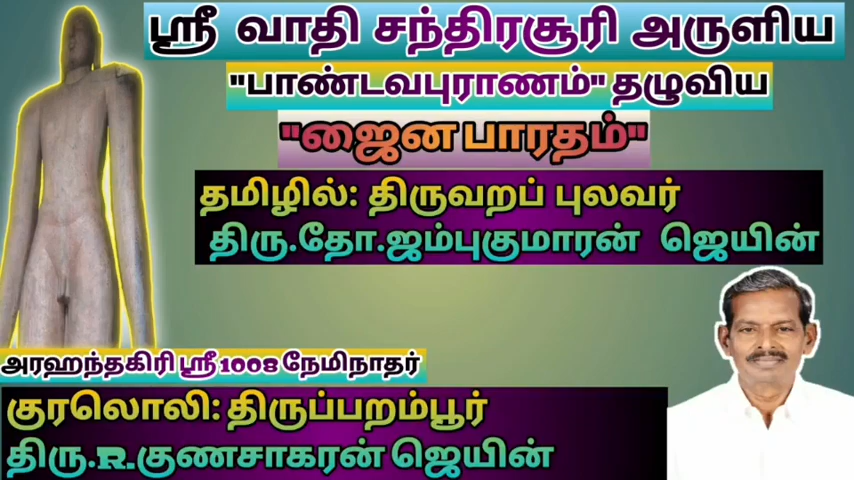 ஸ்ரீ வாதி சந்திரசூரி அருளிய
"பாண்டவபுராணம்" தழுவிய
"ஜைன பாரதம்"
தமிழில்: திருவறப் புலவர்
திரு.தோ.ஜம்புகுமாரன் ஜெயின்
அரஹந்தகிரி ஸ்ரீ 1008 நேமிநாதர்
குரலொலி: திருப்பறம்பூர்
திரு.R.குணசாகரன் ஜெயின்